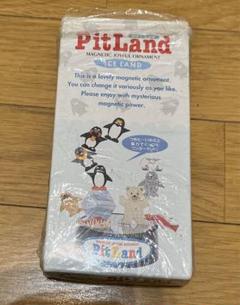 PitLand
MAGNETIC JOYFUL ORNAMENT
ICE LAND
This is a lovely magnetic ornament.
You can change it variously as you like.
Please enjoy with mysterious
magnetic power.
PitLand